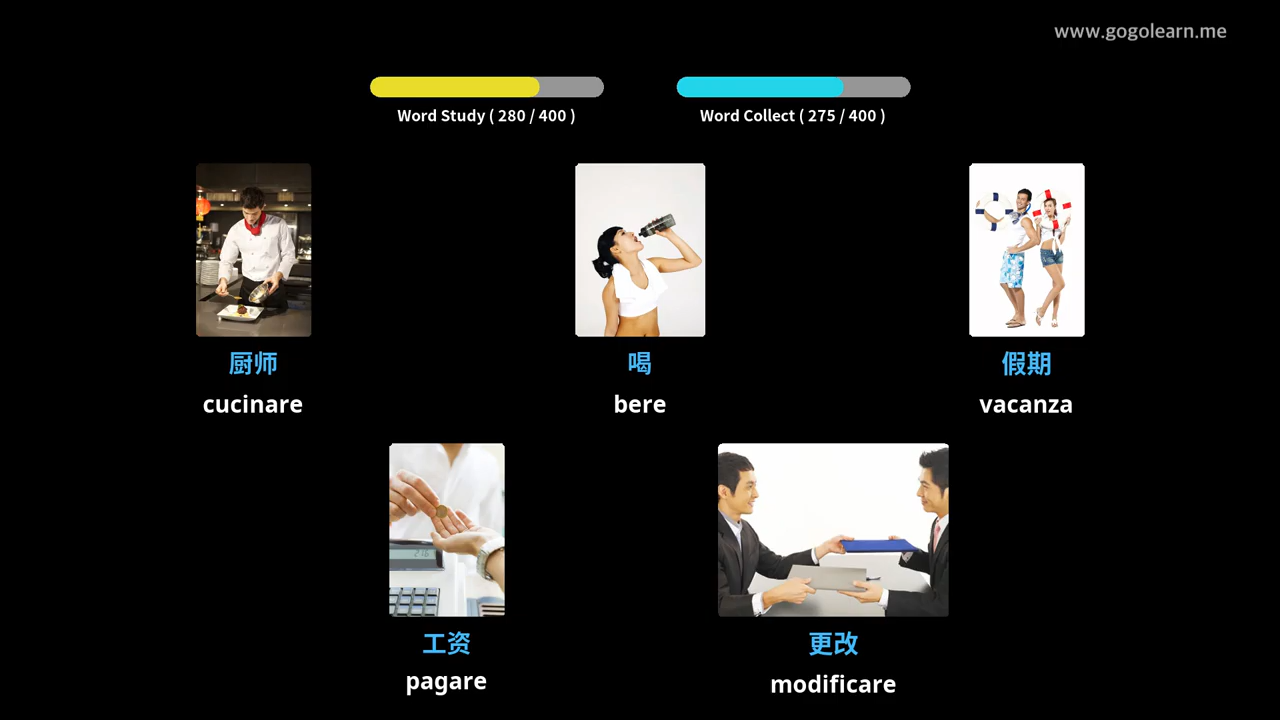 www.gogolearn.me
Word Study ( 280 / 400 )
Word Collect ( 275 / 400 )
厨师
cucinare
喝
bere
假期
vacanza
工资
pagare
更改
modificare